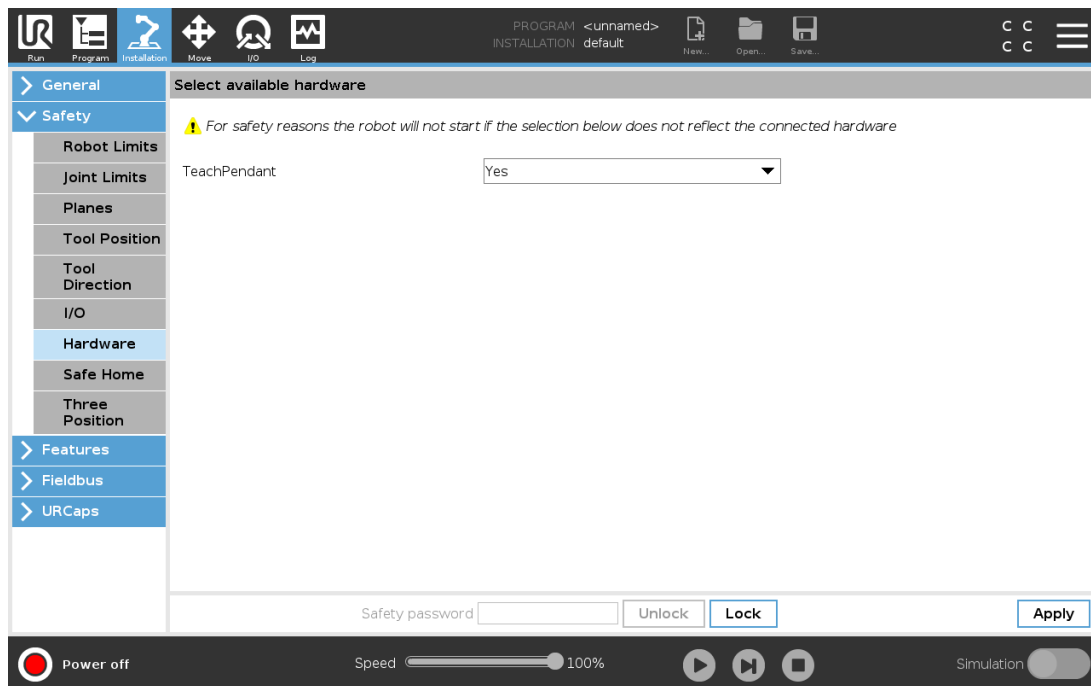 PROGRAM <unnamed>
INSTALLATION default
Run Program Installation Move I/O Log New... Open... Save...
C C
C C
General
Safety
Robot Limits
Joint Limits
Planes
Tool Position
Tool
Direction
I/O
Hardware
Safe Home
Three
Position
Features
Fieldbus
URCaps
Select available hardware
For safety reasons the robot will not start if the selection below does not reflect the connected hardware
TeachPendant Yes
Safety password Unlock Lock Apply
Power off Speed 100% Simulation